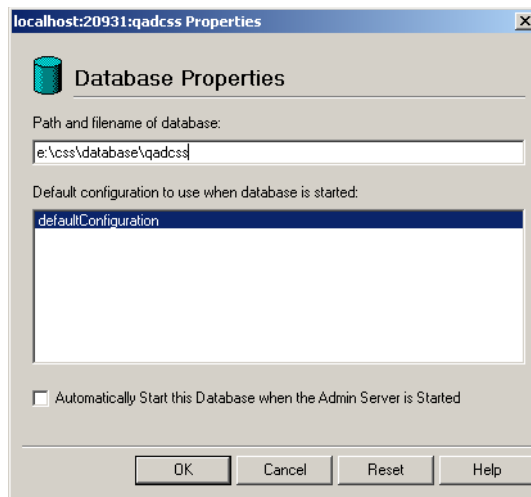 localhost:20931:qadcss Properties
Database Properties
Path and filename of database:
e:\css\database\qadcss
Default configuration to use when database is started:
defaultConfiguration
Automatically Start this Database when the Admin Server is Started
OK Cancel Reset Help